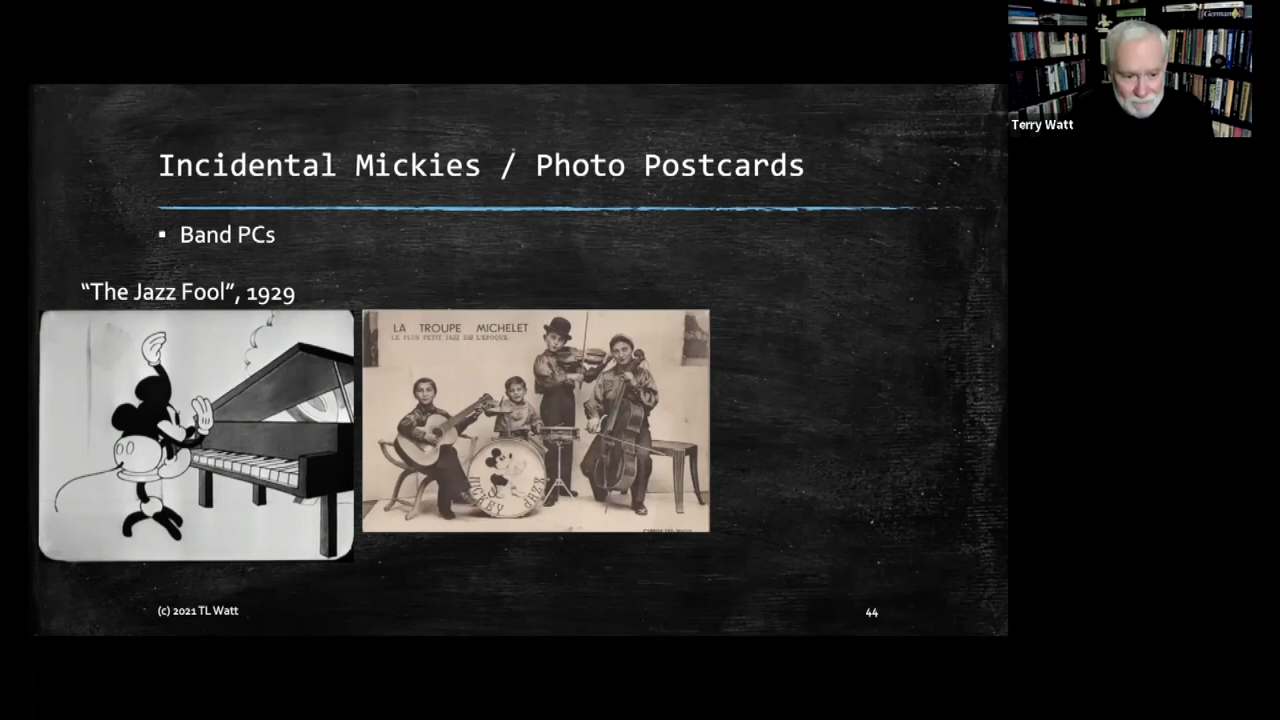 German
Terry Watt
Incidental Mickies / Photo Postcards
▪ Band PCs
“The Jazz Fool”, 1929
LA TROUPE MICHELET
LE PLUS PETIT JAZZ DE L'EPOQUE
MICKEY JAZZ
(c) 2021 TL Watt
44